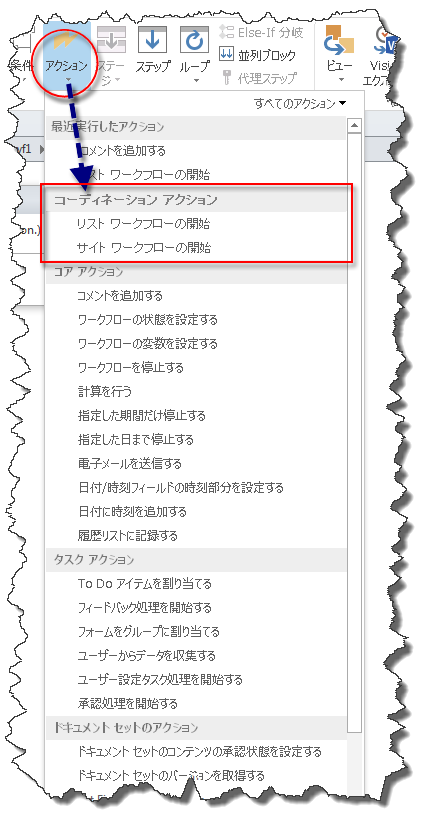 Else-If 分岐
条件
アクション
ステージ
ステップ
ループ
並列ブロック
代理ステップ
ビュー
Visi
エクス
すべてのアクション
最近実行したアクション
vf1
コメントを追加する
スト ワークフローの開始
コーディネーション アクション
リスト ワークフローの開始
on.)
サイト ワークフローの開始
コア アクション
コメントを追加する
ワークフローの状態を設定する
ワークフローの変数を設定する
ワークフローを停止する
計算を行う
指定した期間だけ停止する
指定した日まで停止する
電子メールを送信する
日付/時刻フィールドの時刻部分を設定する
日付に時刻を追加する
履歴リストに記録する
タスク アクション
To Do アイテムを割り当てる
フィードバック処理を開始する
フォームをグループに割り当てる
ユーザーからデータを収集する
ユーザー設定タスク処理を開始する
承認処理を開始する
ドキュメント セットのアクション
ドキュメント セットのコンテンツの承認状態を設定する
ドキュメント セットのバージョンを取得する